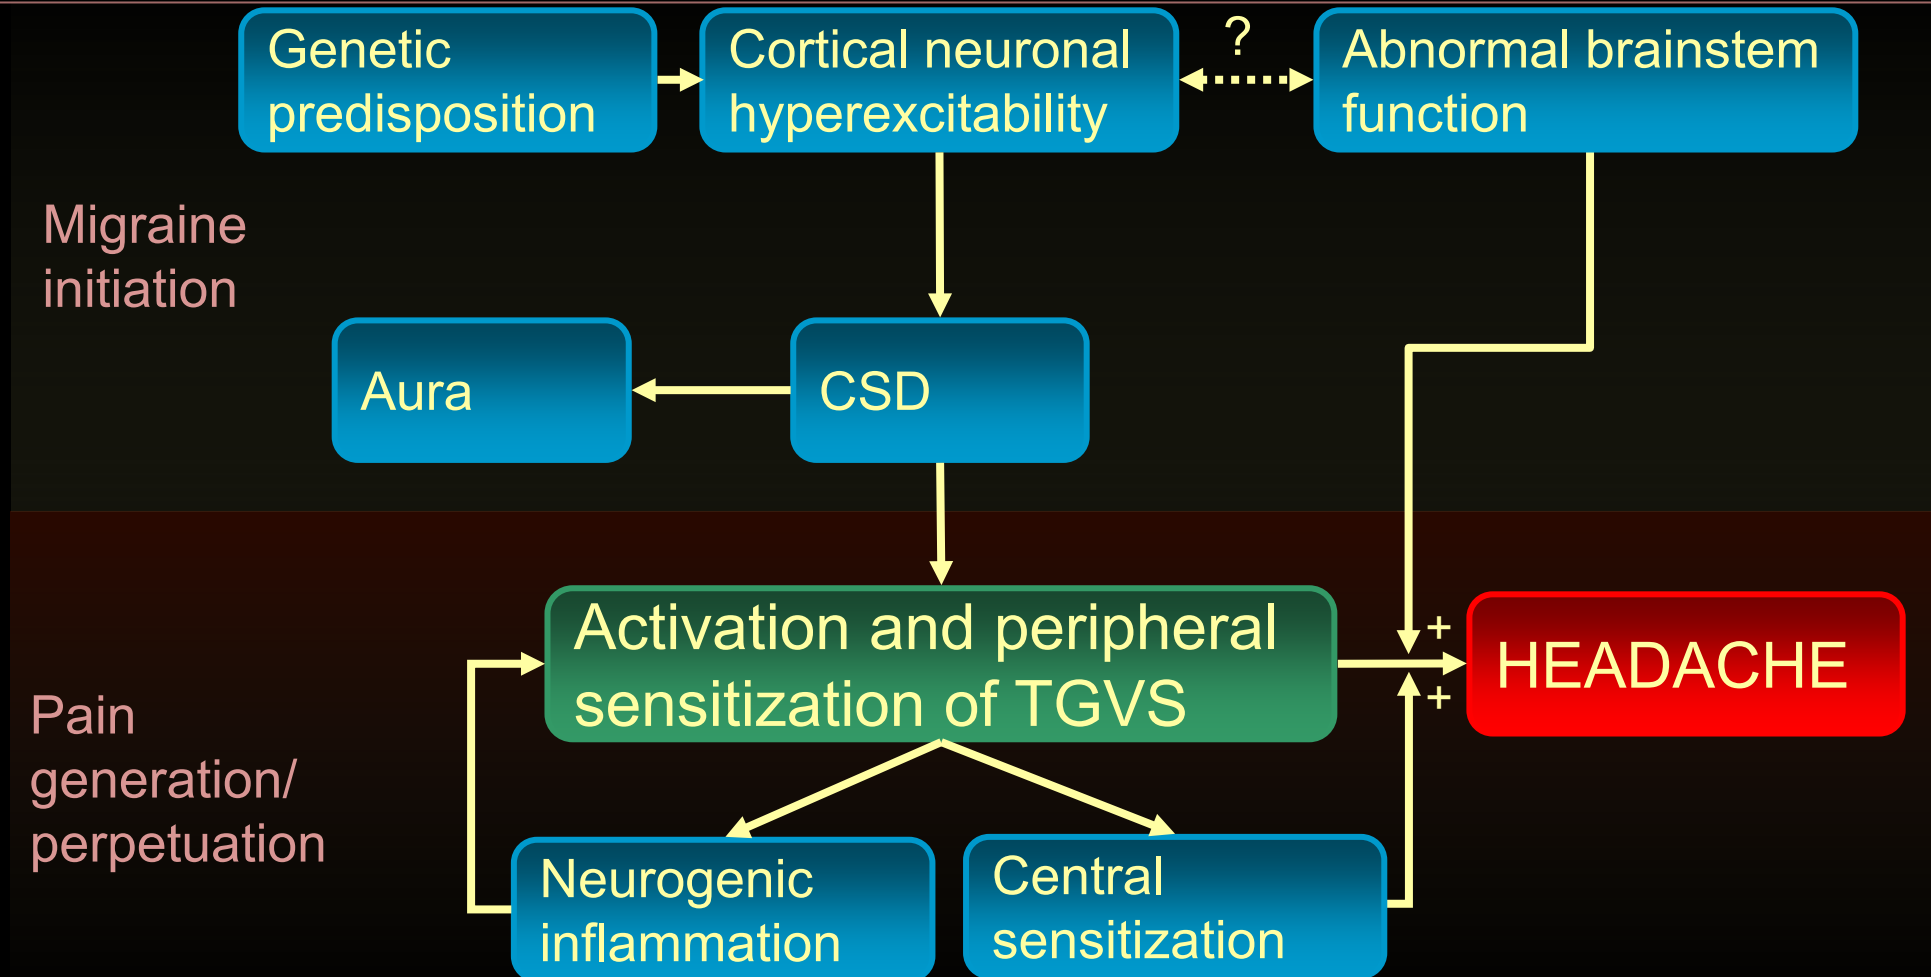 Genetic
predisposition
Cortical neuronal
hyperexcitability
?
Abnormal brainstem
function
Migraine
initiation
Aura
CSD
Activation and peripheral
sensitization of TGVS
+
+
HEADACHE
Pain
generation/
perpetuation
Neurogenic
inflammation
Central
sensitization